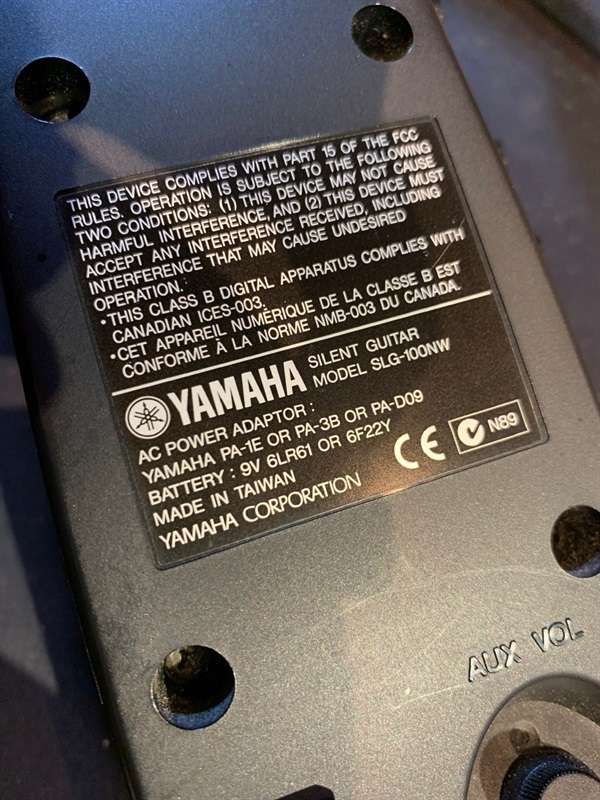 THIS DEVICE COMPLIES WITH PART 15 OF THE FCC
RULES. OPERATION IS SUBJECT TO THE FOLLOWING
TWO CONDITIONS: (1) THIS DEVICE MAY NOT CAUSE
HARMFUL INTERFERENCE, AND (2) THIS DEVICE MUST
ACCEPT ANY INTERFERENCE RECEIVED, INCLUDING
INTERFERENCE THAT MAY CAUSE UNDESIRED
OPERATION.
•THIS CLASS B DIGITAL APPARATUS COMPLIES WITH
CANADIAN ICES-003.
•CET APPAREIL NUMÉRIQUE DE LA CLASSE B EST
CONFORME À LA NORME NMB-003 DU CANADA.
YAMAHA
SILENT GUITAR
MODEL SLG-100NW
AC POWER ADAPTOR :
YAMAHA PA-1E OR PA-3B OR PA-D09
BATTERY : 9V 6LR61 OR 6F22Y
MADE IN TAIWAN
YAMAHA CORPORATION
CE
N89
AUX VOL